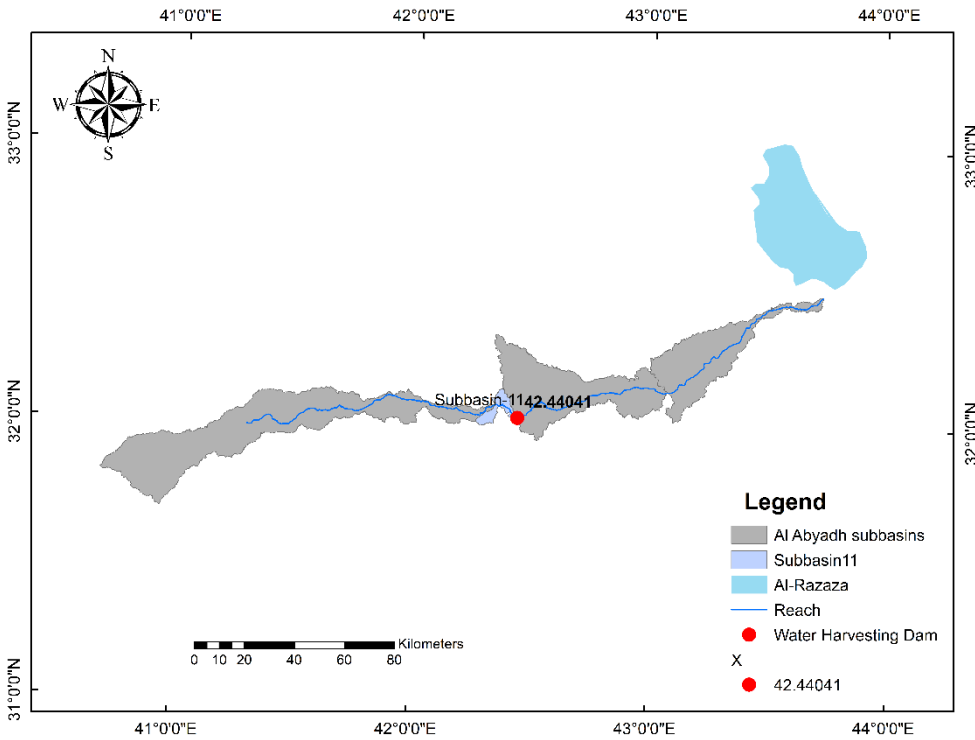 41°0'0"E 42°0'0"E 43°0'0"E 44°0'0"E
N
W E
S
33°0'0"N
33°0'0"N
32°0'0"N
32°0'0"N
31°0'0"N
Subbasin-11 42.44041
Legend
Al Abyadh subbasins
Subbasin11
Al-Razaza
Reach
Water Harvesting Dam
X
42.44041
Kilometers
0 10 20 40 60 80
41°0'0"E 42°0'0"E 43°0'0"E 44°0'0"E